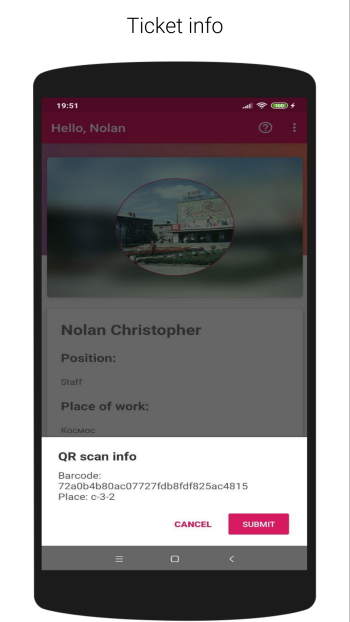 Ticket info
19:51
100
Hello, Nolan
Nolan Christopher
Position:
Staff
Place of work:
Космос
QR scan info
Barcode:
72a0b4b80ac07727fdb8fdf825ac4815
Place: c-3-2
CANCEL
SUBMIT